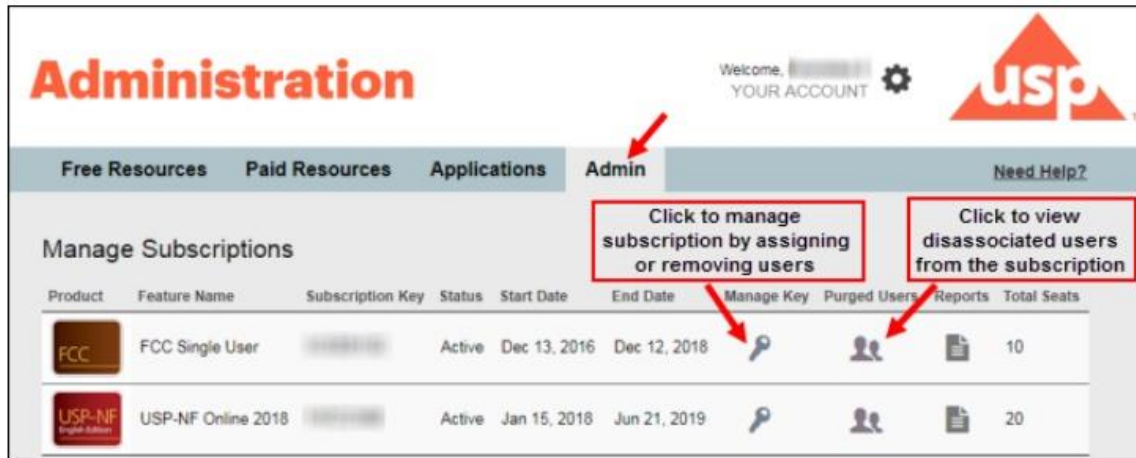 Administration
Welcome,
YOUR ACCOUNT
usp
Free Resources Paid Resources Applications Admin Need Help?
Click to manage
subscription by assigning
or removing users
Click to view
disassociated users
from the subscription
Manage Subscriptions
Product Feature Name Subscription Key Status Start Date End Date Manage Key Purged Users Reports Total Seats
FCC FCC Single User Active Dec 13, 2016 Dec 12, 2018 10
USP-NF
English Edition
USP-NF Online 2018 Active Jan 15, 2018 Jun 21, 2019 20